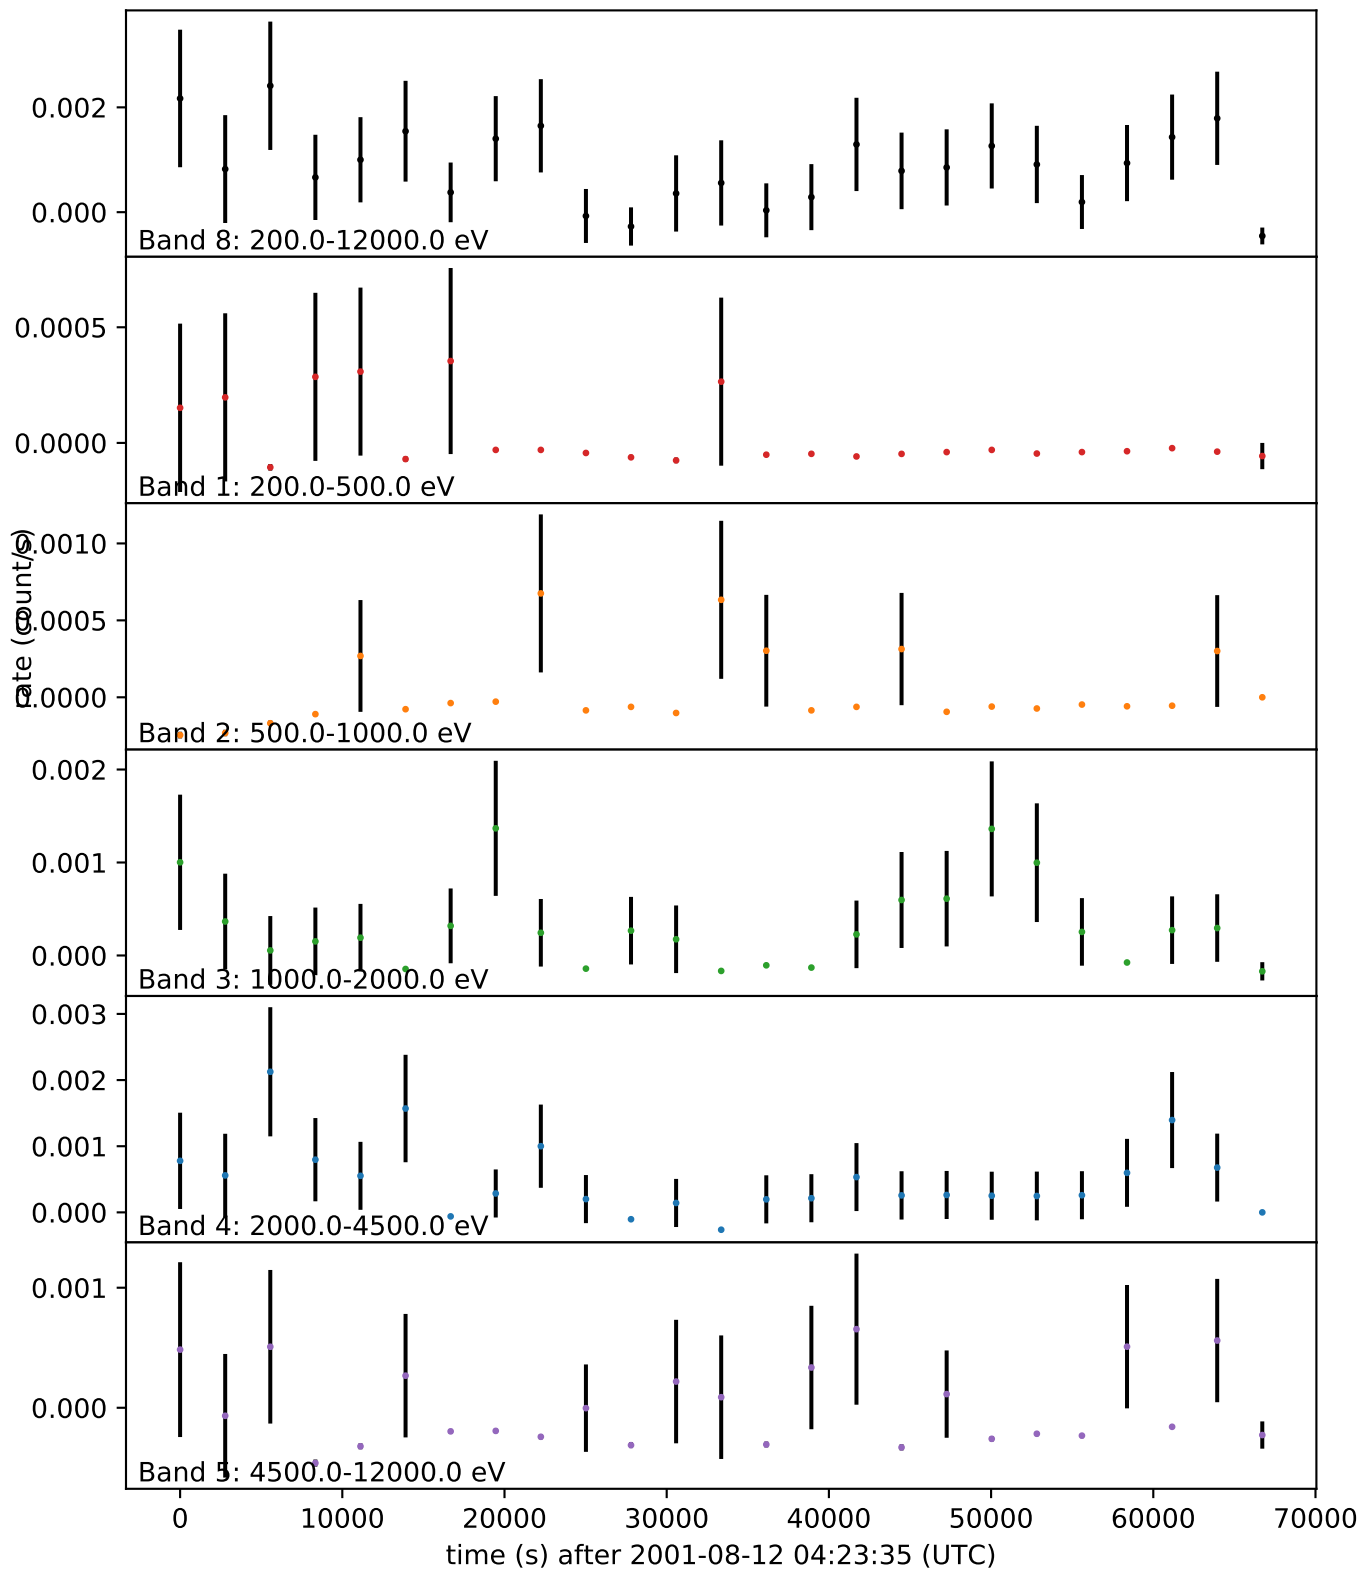 0.002
0.000
Band 8: 200.0-12000.0 eV
0.0005
0.0000
Band 1: 200.0-500.0 eV
rate (count/s)
0.0010
0.0005
0.0000
Band 2: 500.0-1000.0 eV
0.002
0.001
0.000
Band 3: 1000.0-2000.0 eV
0.003
0.002
0.001
0.000
Band 4: 2000.0-4500.0 eV
0.001
0.000
Band 5: 4500.0-12000.0 eV
0 10000 20000 30000 40000 50000 60000 70000
time (s) after 2001-08-12 04:23:35 (UTC)